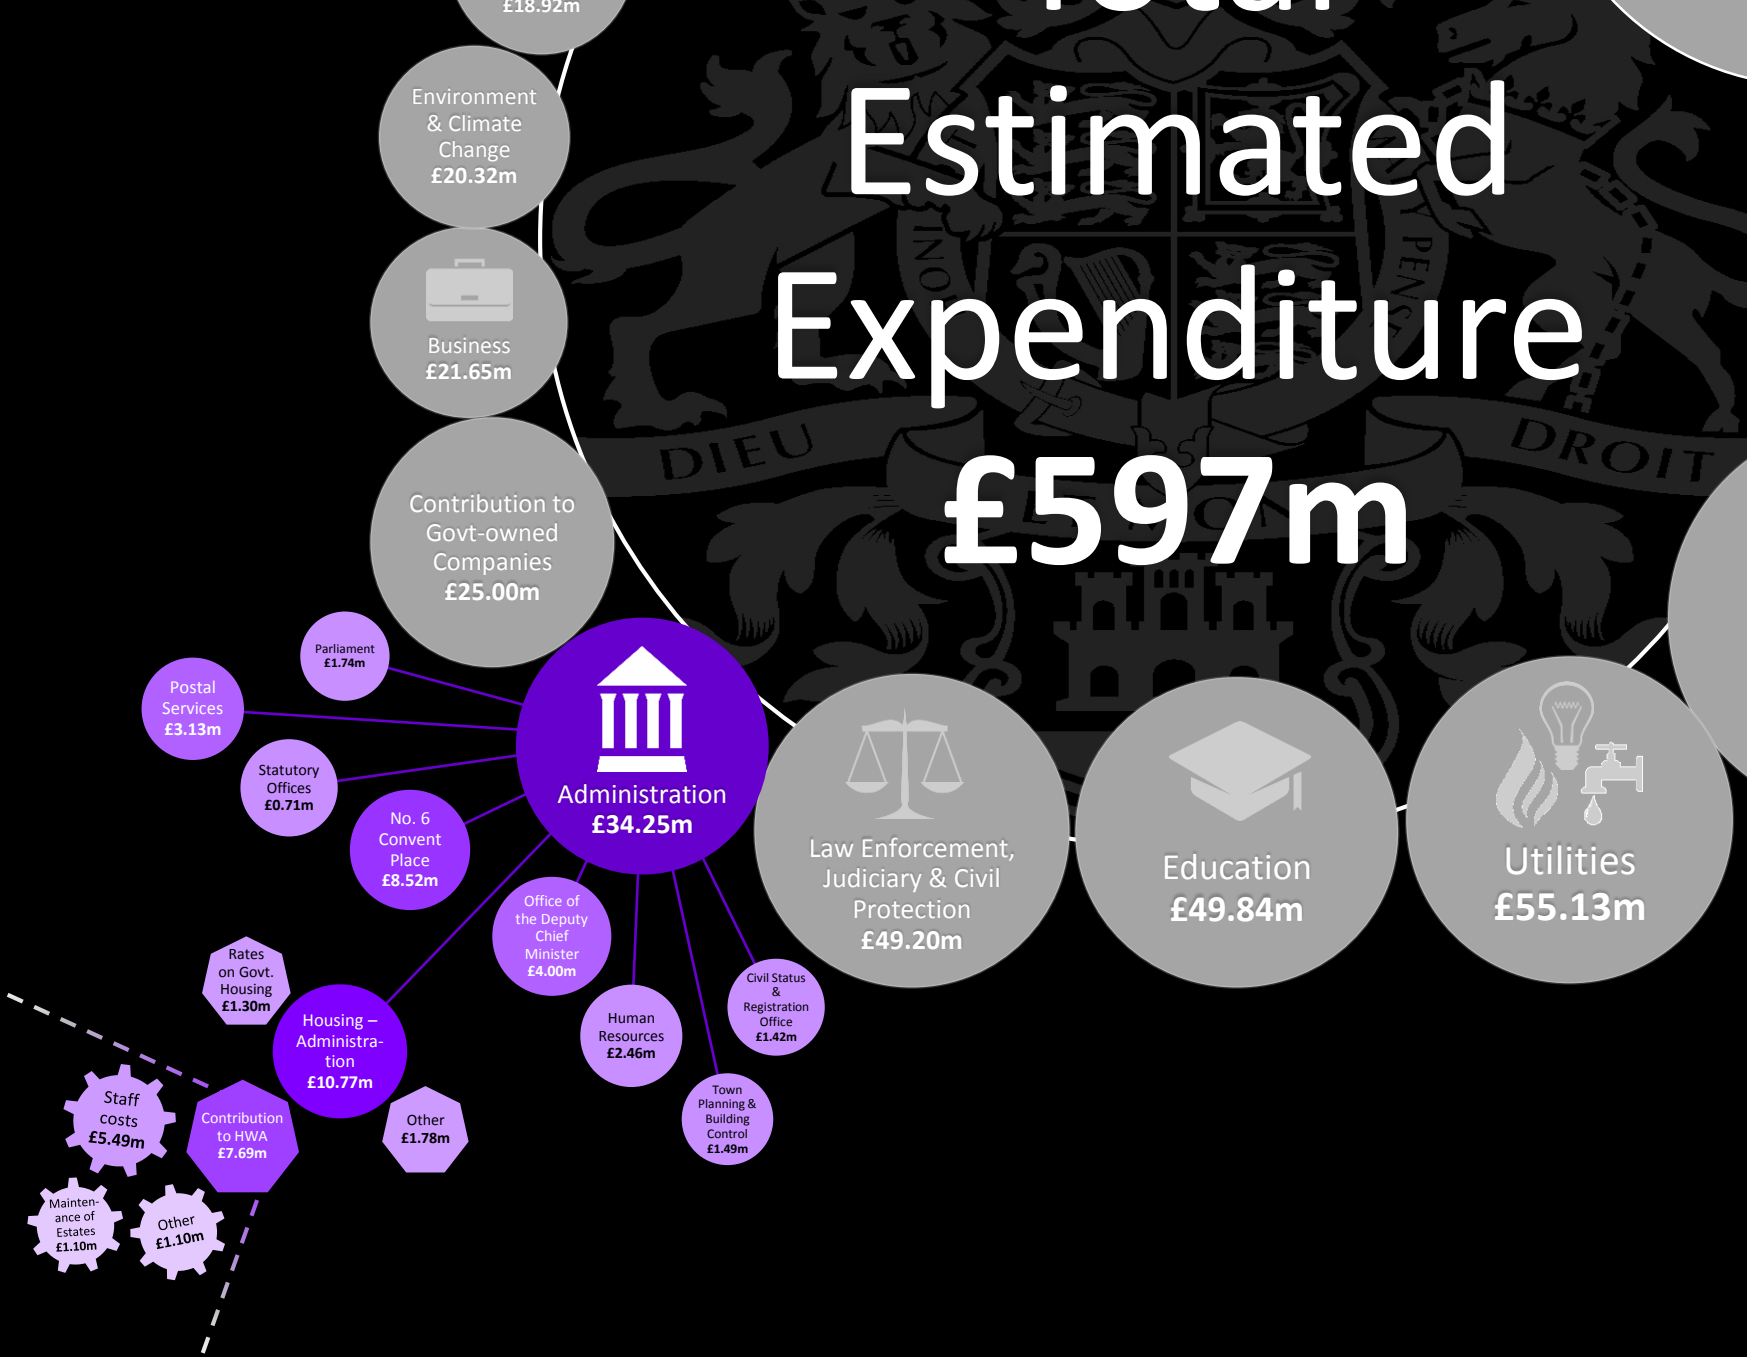 £18.92m
Total
Estimated
Expenditure
£597m
Environment
& Climate
Change
£20.32m
Business
£21.65m
Contribution to
Govt-owned
Companies
£25.00m
DIEU
DROIT
Administration
£34.25m
Law Enforcement,
Judiciary & Civil
Protection
£49.20m
Education
£49.84m
Utilities
£55.13m
Parliament
£1.74m
Postal
Services
£3.13m
Statutory
Offices
£0.71m
No. 6
Convent
Place
£8.52m
Office of
the Deputy
Chief
Minister
£4.00m
Human
Resources
£2.46m
Civil Status
&
Registration
Office
£1.42m
Town
Planning &
Building
Control
£1.49m
Rates
on Govt.
Housing
£1.30m
Housing –
Administra-
tion
£10.77m
Other
£1.78m
Contribution
to HWA
£7.69m
Staff
costs
£5.49m
Mainten-
ance of
Estates
£1.10m
Other
£1.10m